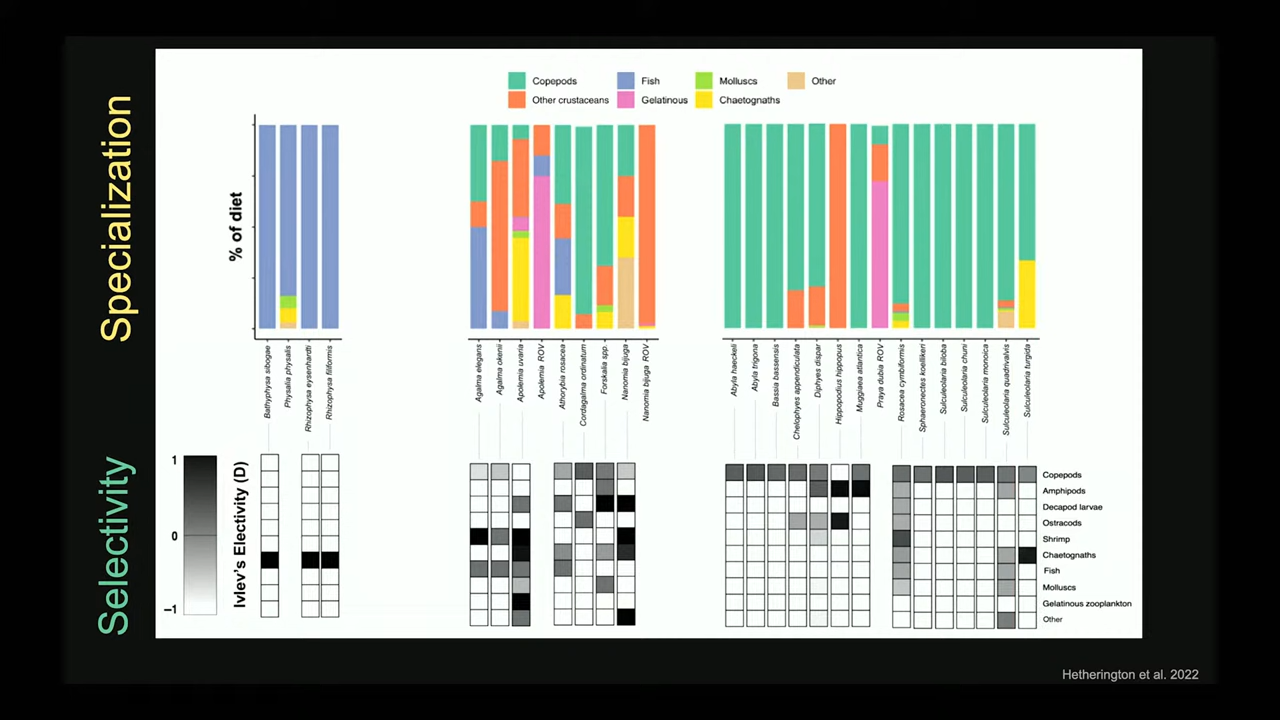 Copepods
Fish
Molluscs
Other
Other crustaceans
Gelatinous
Chaetognaths
Specialization
% of diet
Bathyphysa sibogae
Physalia physalis
Rhizophysa eysenhardti
Rhizophysa filiformis
Agalma elegans
Agalma okenii
Apolemia uvaria
Apolemia ROV
Athorybia rosacea
Cordagalma ordinatum
Forskalia spp.
Nanomia bijuga
Nanomia bijuga ROV
Abyla haeckeli
Abyla trigona
Bassia bassensis
Chelophyes appendiculata
Diphyes dispar
Hippopodius hippopus
Muggiaea atlantica
Praya dubia ROV
Rosacea cymbiformis
Sphaeronectes koellikeri
Sulculeolaria biloba
Sulculeolaria chuni
Sulculeolaria monoica
Sulculeolaria quadrivalvis
Sulculeolaria turgida
Selectivity
1
0
−1
Ivlev's Electivity (D)
Copepods
Amphipods
Decapod larvae
Ostracods
Shrimp
Chaetognaths
Fish
Molluscs
Gelatinous zooplankton
Other
Hetherington et al. 2022